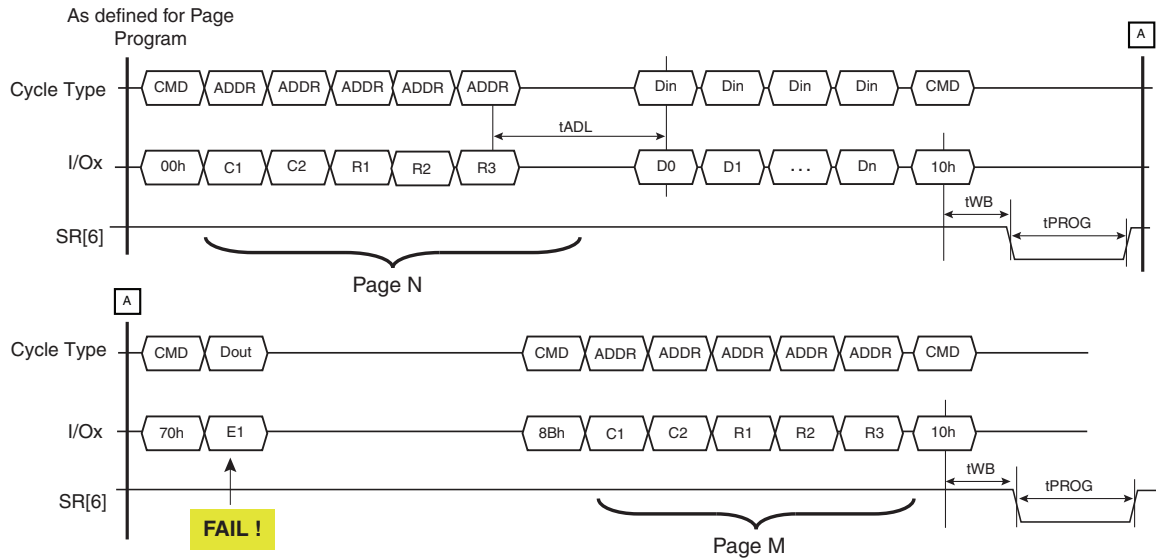 As defined for Page
Program
A
Cycle Type CMD ADDR ADDR ADDR ADDR ADDR Din Din Din Din CMD
tADL
I/Ox 00h C1 C2 R1 R2 R3 D0 D1 ... Dn 10h
tWB
SR[6] tPROG
Page N
A
Cycle Type CMD Dout CMD ADDR ADDR ADDR ADDR ADDR CMD
I/Ox 70h E1 8Bh C1 C2 R1 R2 R3 10h
tWB
SR[6] tPROG
FAIL !
Page M